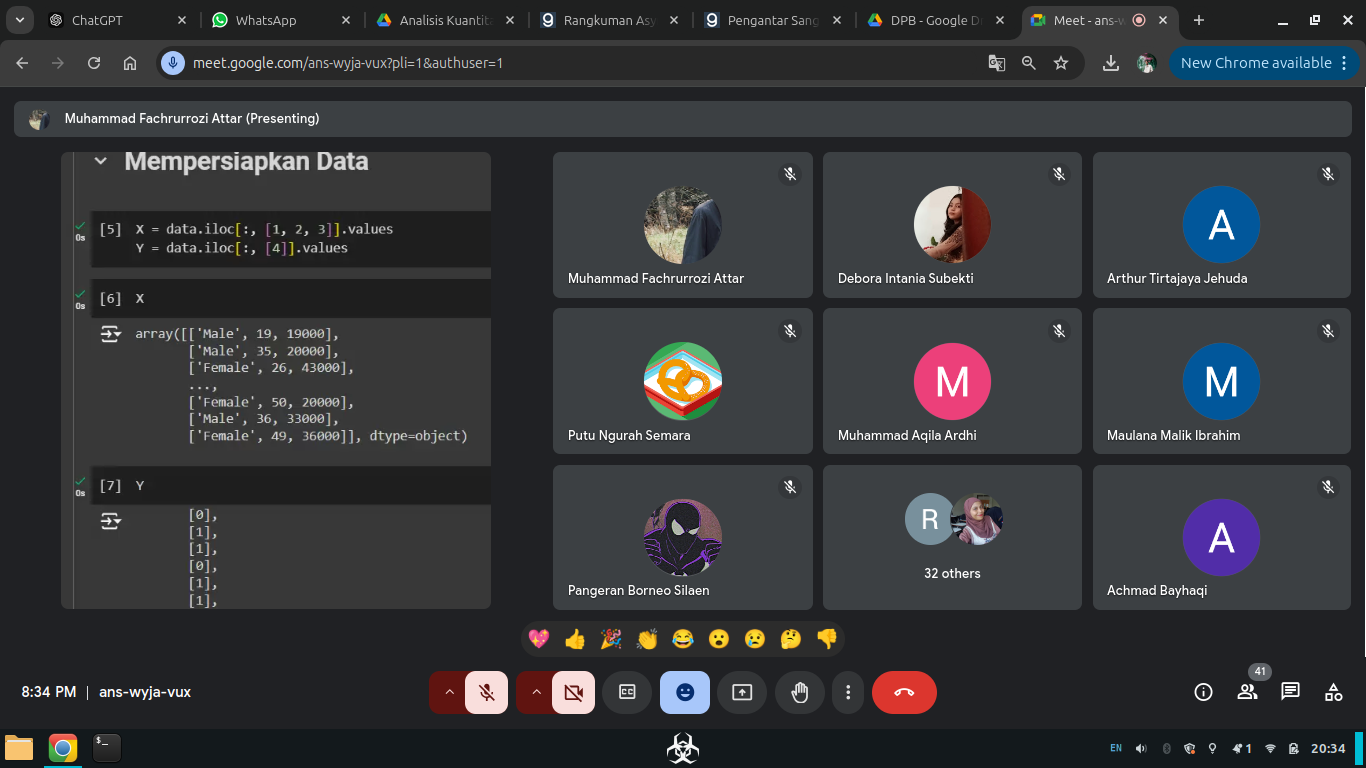 ChatGPT
WhatsApp
Analisis Kuantita
Rangkuman Asy
Pengantar Sang
DPB - Google Dr
Meet - ans-w
meet.google.com/ans-wyja-vux?pli=1&authuser=1
New Chrome available
Muhammad Fachrurrozi Attar (Presenting)
Mempersiapkan Data
0s
[5] X = data.iloc[:, [1, 2, 3]].values
Y = data.iloc[:, [4]].values
0s
[6] X
array([['Male', 19, 19000],
['Male', 35, 20000],
['Female', 26, 43000],
...,
['Female', 50, 20000],
['Male', 36, 33000],
['Female', 49, 36000]], dtype=object)
0s
[7] Y
[0],
[1],
[1],
[0],
[1],
[1],
Muhammad Fachrurrozi Attar
Debora Intania Subekti
A
Arthur Tirtajaya Jehuda
Putu Ngurah Semara
M
Muhammad Aqila Ardhi
M
Maulana Malik Ibrahim
Pangeran Borneo Silaen
R
32 others
A
Achmad Bayhaqi
8:34 PM | ans-wyja-vux
41
EN
1
20:34